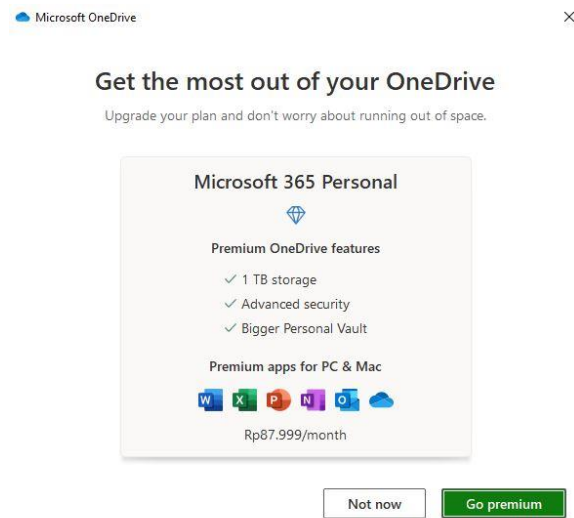 Microsoft OneDrive
Get the most out of your OneDrive
Upgrade your plan and don't worry about running out of space.
Microsoft 365 Personal
Premium OneDrive features
1 TB storage
Advanced security
Bigger Personal Vault
Premium apps for PC & Mac
W X P N O
Rp87.999/month
Not now Go premium